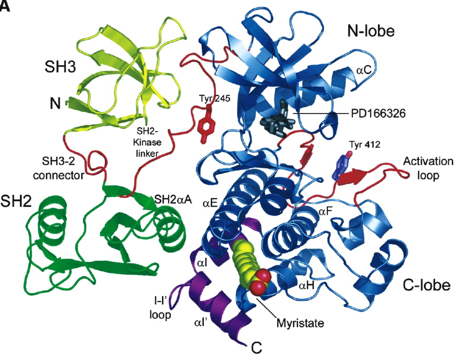 A
N-lobe
SH3
αC
N
Tyr 245
PD166326
SH2-
Kinase
linker
Tyr 412
SH3-2
connector
Activation
loop
SH2
SH2αA
αE
αF
αI
αH
C-lobe
I-I'
loop
αI'
Myristate
C